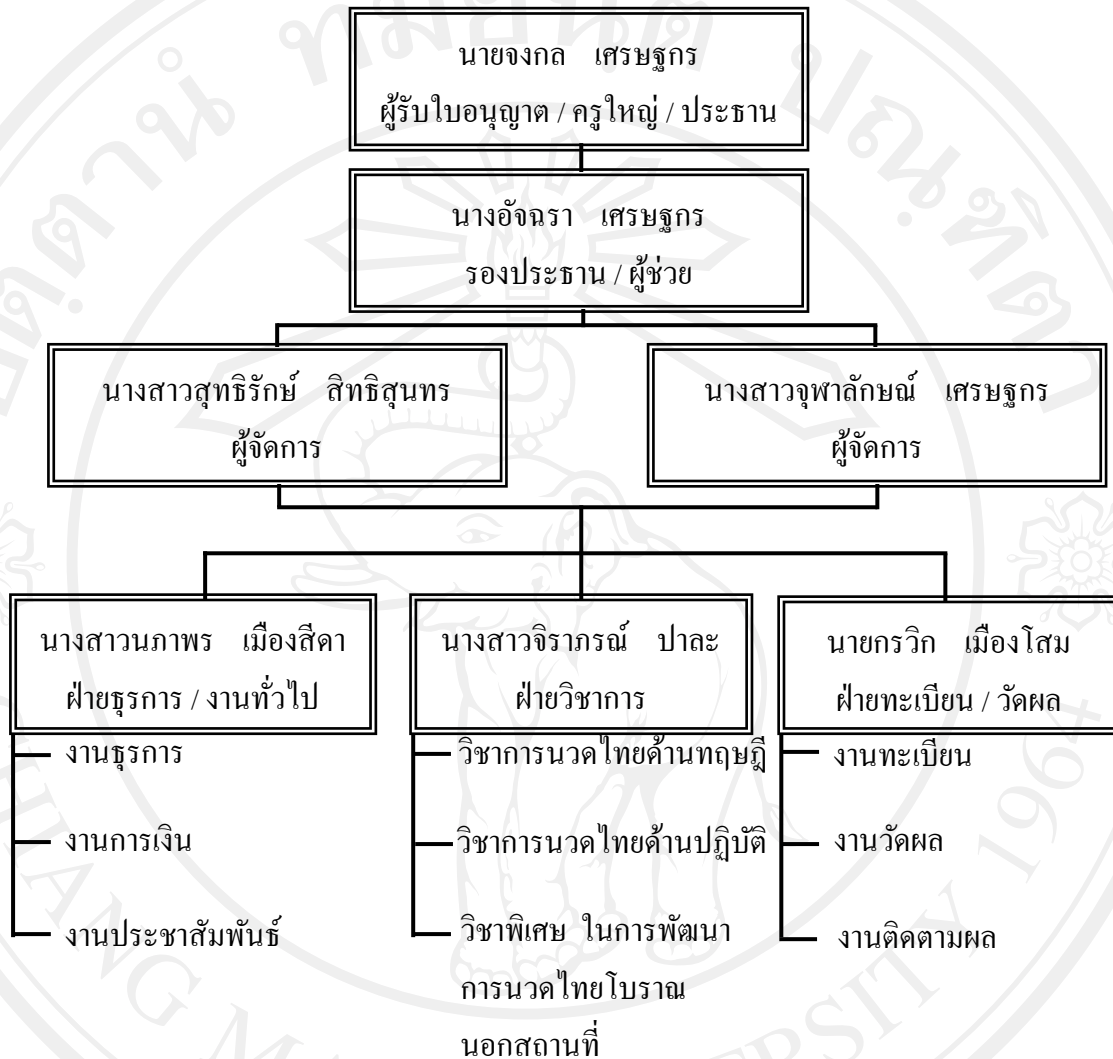 นายจงกล เศรษฐกร
ผู้รับใบอนุญาต / ครูใหญ่ / ประธาน
นางอัจฉรา เศรษฐกร
รองประธาน / ผู้ช่วย
นางสาวสุทธิรักษ์ สิทธิสุนทร
ผู้จัดการ
นางสาวจุฬาลักษณ์ เศรษฐกร
ผู้จัดการ
นางสาวนภาพร เมืองสีดา
ฝ่ายธุรการ / งานทั่วไป
งานธุรการ
งานการเงิน
งานประชาสัมพันธ์
นางสาวจิราภรณ์ ปาละ
ฝ่ายวิชาการ
วิชาการนวดไทยด้านทฤษฎี
วิชาการนวดไทยด้านปฏิบัติ
วิชาพิเศษ ในการพัฒนา
การนวดไทยโบราณ
นอกสถานที่
นายกรวิก เมืองโสม
ฝ่ายทะเบียน / วัดผล
งานทะเบียน
งานวัดผล
งานติดตามผล